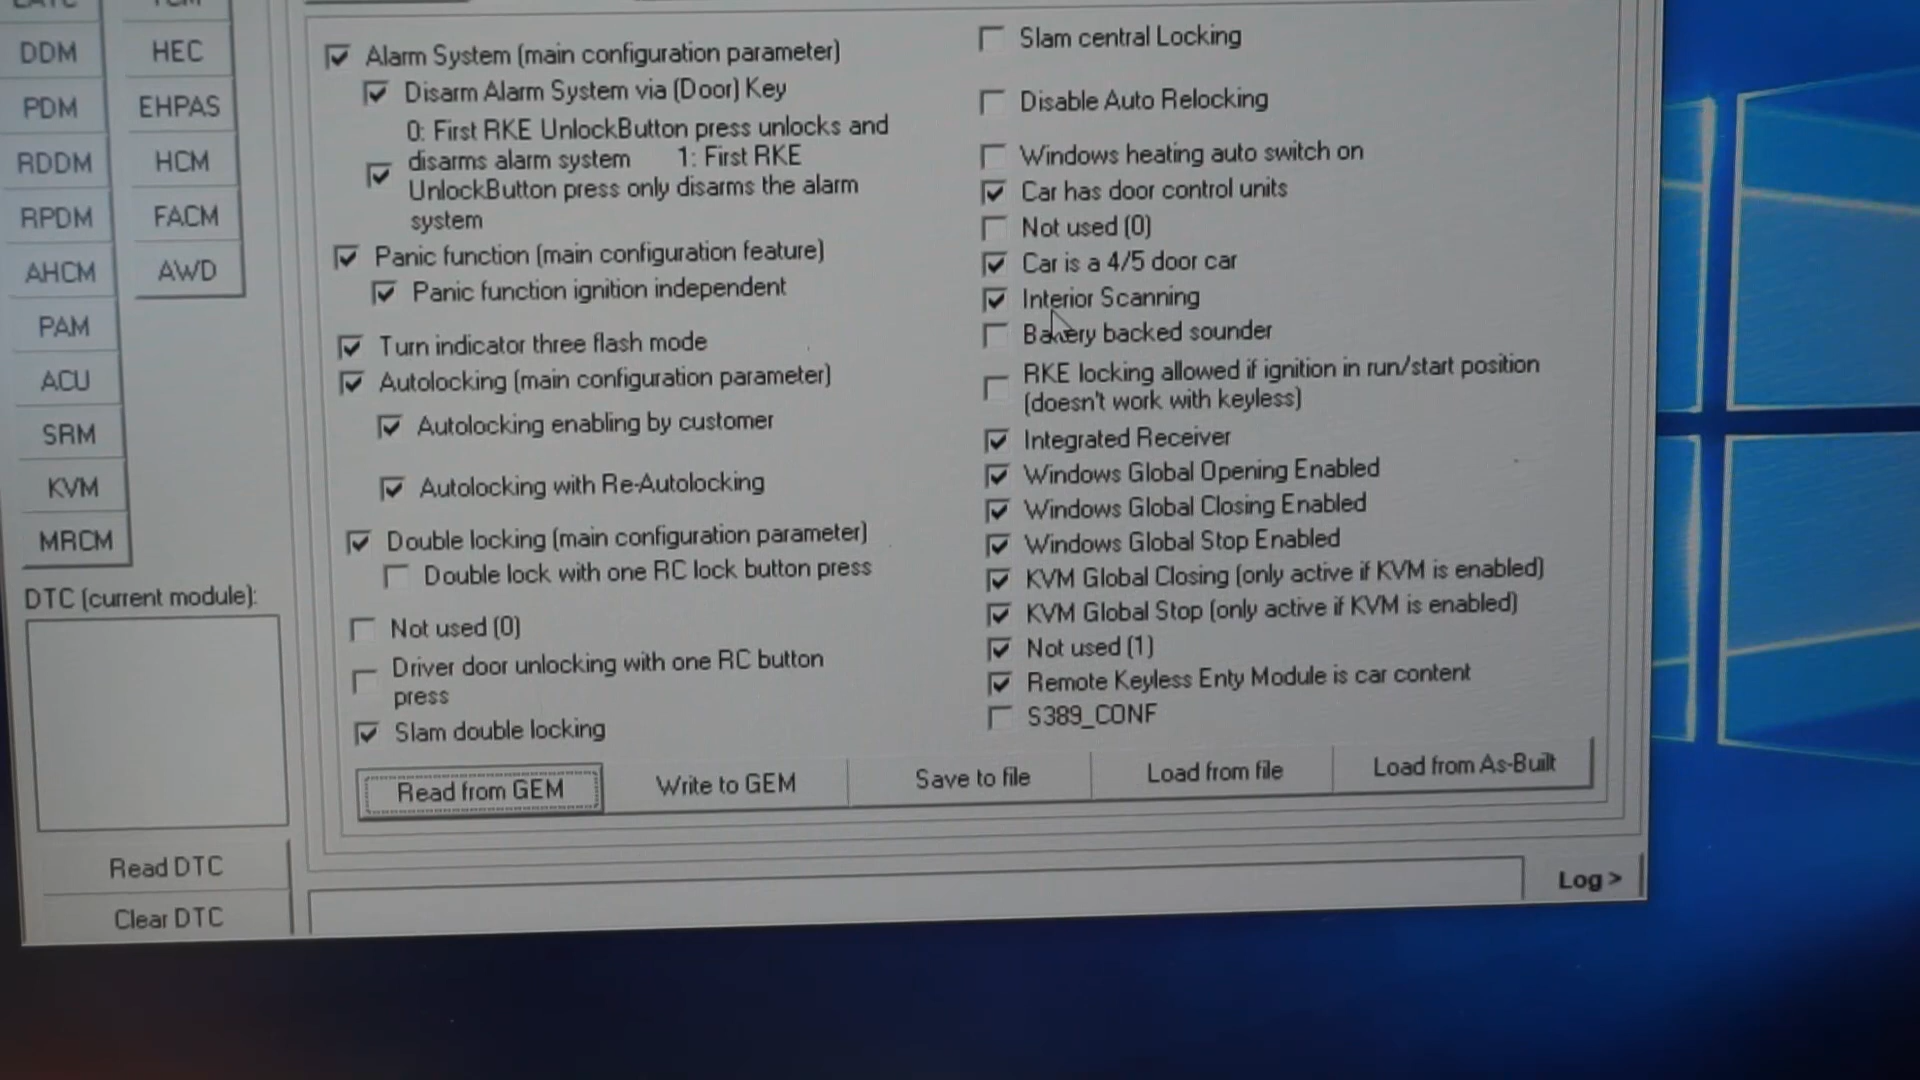 DDM
PDM
RDDM
RPDM
AHCM
PAM
ACU
SRM
KVM
MRCM
HEC
EHPAS
HCM
FACM
AWD
DTC (current module):
Read DTC
Clear DTC
Alarm System (main configuration parameter)
Disarm Alarm System via (Door) Key
0: First RKE UnlockButton press unlocks and
disarms alarm system 1: First RKE
UnlockButton press only disarms the alarm
system
Panic function (main configuration feature)
Panic function ignition independent
Turn indicator three flash mode
Autolocking (main configuration parameter)
Autolocking enabling by customer
Autolocking with Re-Autolocking
Double locking (main configuration parameter)
Double lock with one RC lock button press
Not used (0)
Driver door unlocking with one RC button
press
Slam double locking
Slam central Locking
Disable Auto Relocking
Windows heating auto switch on
Car has door control units
Not used (0)
Car is a 4/5 door car
Interior Scanning
Battery backed sounder
RKE locking allowed if ignition in run/start position
(doesn't work with keyless)
Integrated Receiver
Windows Global Opening Enabled
Windows Global Closing Enabled
Windows Global Stop Enabled
KVM Global Closing (only active if KVM is enabled)
KVM Global Stop (only active if KVM is enabled)
Not used (1)
Remote Keyless Enty Module is car content
S389_CONF
Read from GEM
Write to GEM
Save to file
Load from file
Load from As-Built
Log >